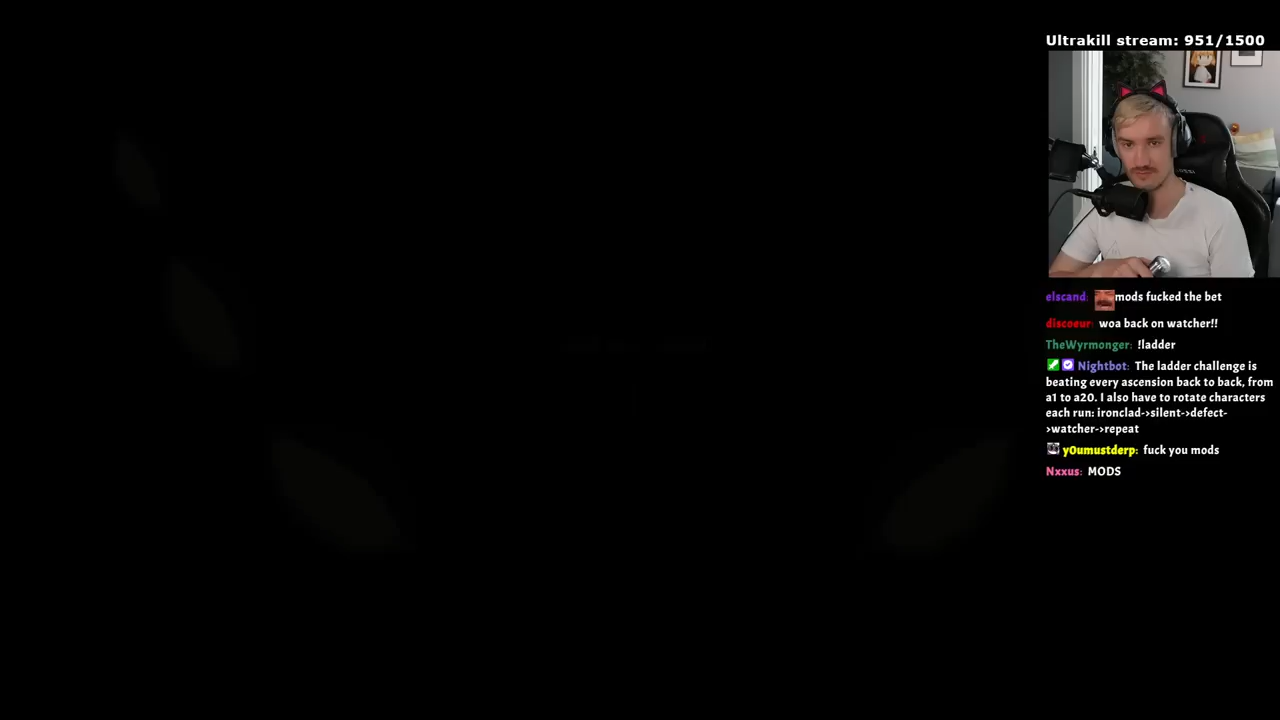 Ultrakill stream: 951/1500
elscand: mods fucked the bet
discoeur: woa back on watcher!!
TheWyrmonger: !ladder
Nightbot: The ladder challenge is
beating every ascension back to back, from
a1 to a20. I also have to rotate characters
each run: ironclad->silent->defect-
>watcher->repeat
y0umustderp: fuck you mods
Nxxus: MODS